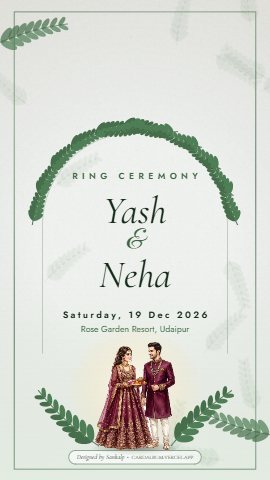 RING CEREMONY
Yash
&
Neha
Saturday, 19 Dec 2026
Rose Garden Resort, Udaipur
Designed by Sankalp • CARDALBUM.VERCEL.APP